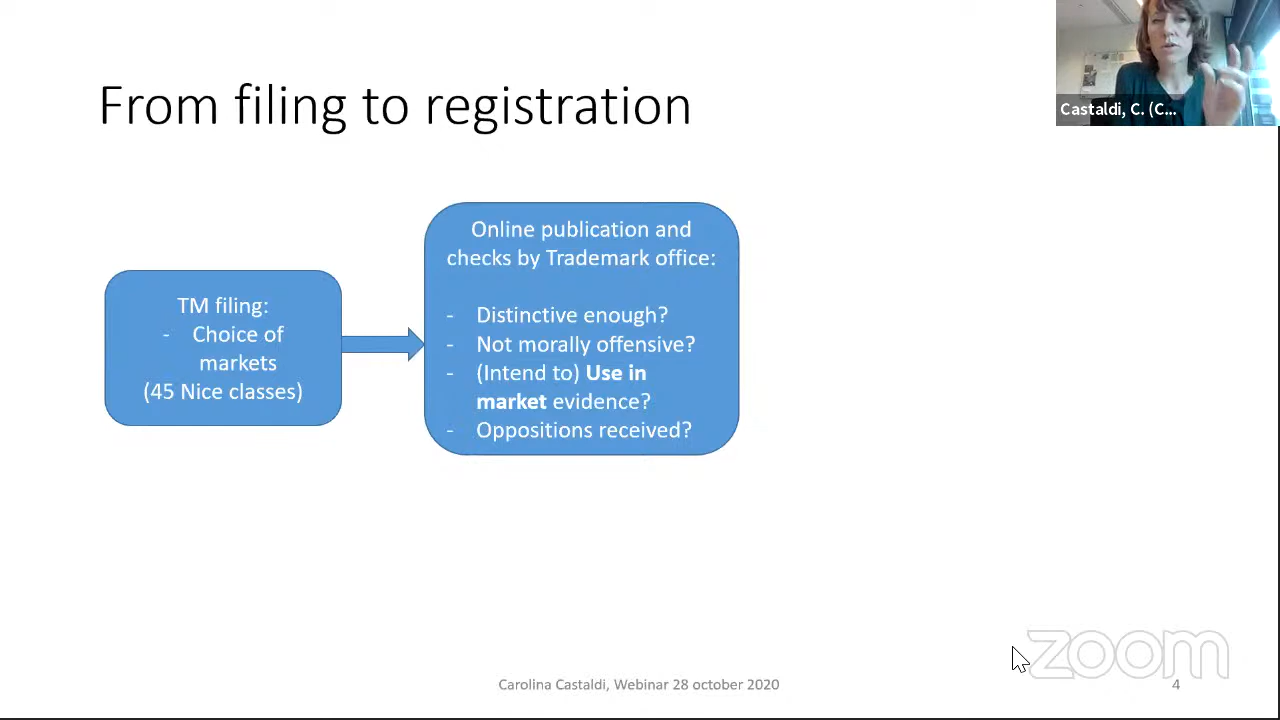 Castaldi, C. (C...
From filing to registration
TM filing:
- Choice of
markets
(45 Nice classes)
Online publication and
checks by Trademark office:
- Distinctive enough?
- Not morally offensive?
- (Intend to) Use in
market evidence?
- Oppositions received?
zoom
Carolina Castaldi, Webinar 28 october 2020
4